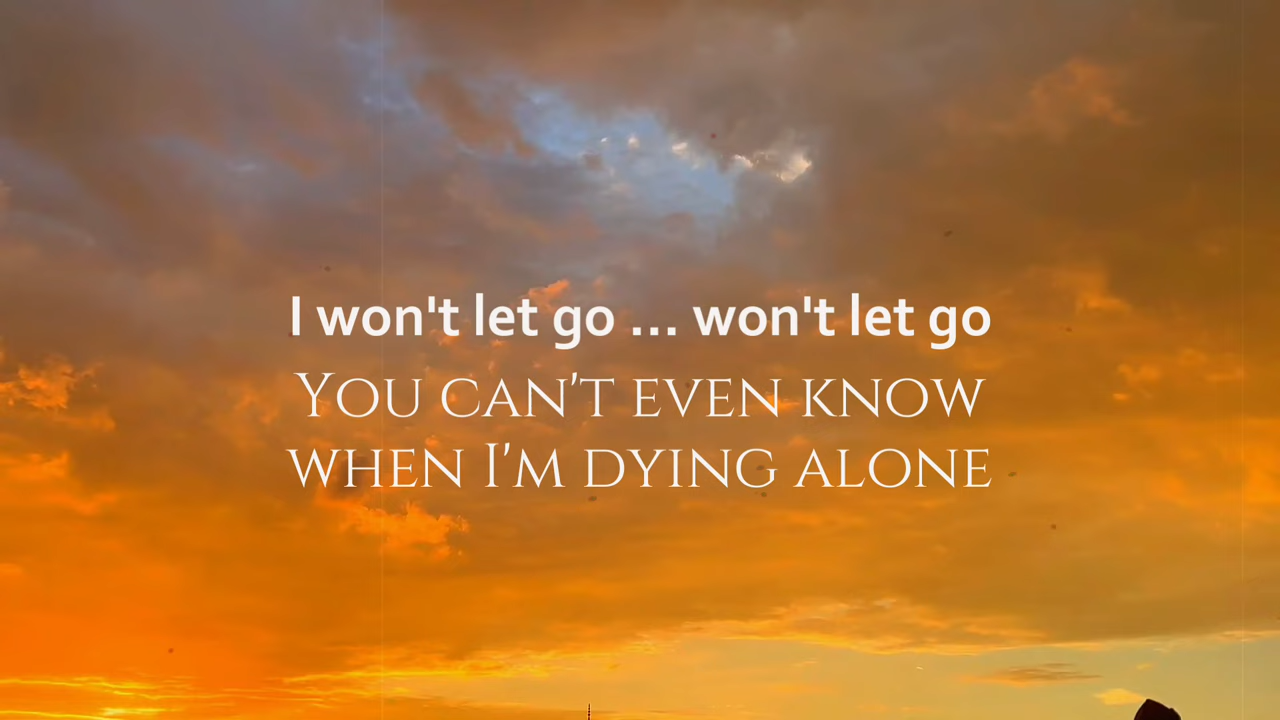 I won't let go ... won't let go
You can't even know
when I'm dying alone